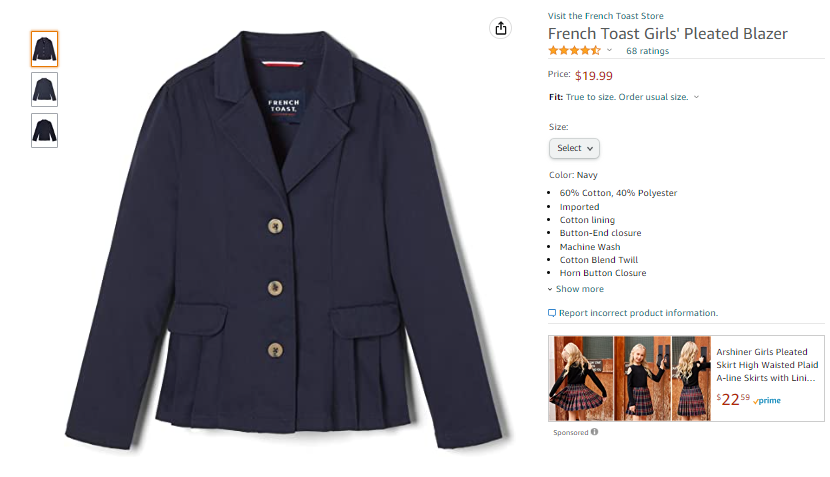 FRENCH
TOAST.
Visit the French Toast Store
French Toast Girls' Pleated Blazer
68 ratings
Price: $19.99
Fit: True to size. Order usual size.
Size:
Select
Color: Navy
60% Cotton, 40% Polyester
Imported
Cotton lining
Button-End closure
Machine Wash
Cotton Blend Twill
Horn Button Closure
Show more
Report incorrect product information.
Arshiner Girls Pleated
Skirt High Waisted Plaid
A-line Skirts with Lini...
$22 59 prime
Sponsored